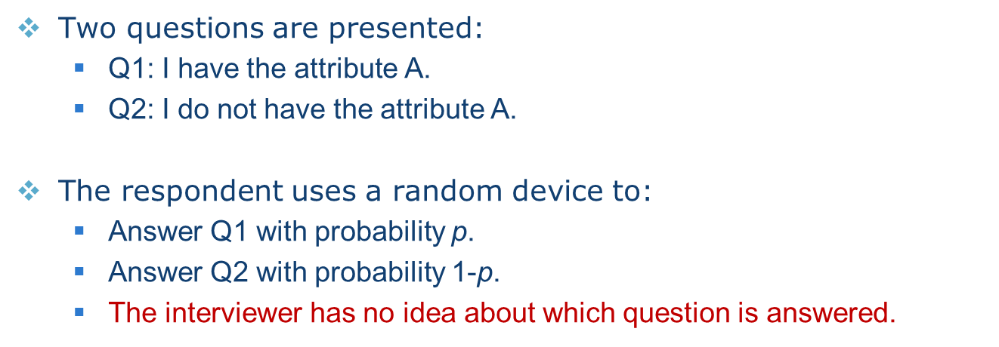 Two questions are presented:
Q1: I have the attribute A.
Q2: I do not have the attribute A.
The respondent uses a random device to:
Answer Q1 with probability p.
Answer Q2 with probability 1-p.
The interviewer has no idea about which question is answered.